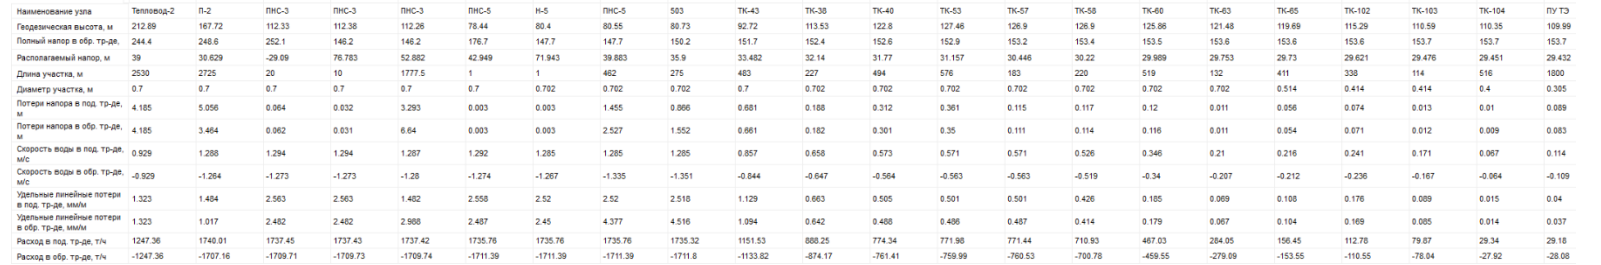 Наименование узла Тепловод-2 П-2 ПНС-3 ПНС-3 ПНС-3 ПНС-5 Н-5 ПНС-5 503 ТК-43 ТК-38 ТК-40 ТК-53 ТК-57 ТК-58 ТК-60 ТК-63 ТК-65 ТК-102 ТК-103 ТК-104 ПУ ТЭ
Геодезическая высота, м 212.89 167.72 112.33 112.38 112.26 78.44 80.4 80.55 80.73 92.72 113.53 122.8 127.46 126.9 126.9 125.86 121.48 119.69 115.29 110.59 110.35 109.99
Полный напор в обр. тр-де, 244.4 248.6 252.1 146.2 146.2 176.7 147.7 147.7 150.2 151.7 152.4 152.6 152.9 153.2 153.4 153.5 153.6 153.6 153.6 153.7 153.7 153.7
Располагаемый напор, м 39 30.629 -29.09 76.783 52.882 42.949 71.943 39.883 35.9 33.482 32.14 31.77 31.157 30.446 30.22 29.989 29.753 29.73 29.621 29.476 29.451 29.432
Длина участка, м 2530 2725 20 10 1777.5 1 1 462 275 483 227 494 576 183 220 519 132 411 338 114 516 1800
Диаметр участка, м 0.7 0.7 0.7 0.7 0.7 0.702 0.702 0.702 0.702 0.7 0.702 0.702 0.702 0.702 0.702 0.702 0.702 0.514 0.414 0.414 0.4 0.305
Потери напора в под. тр-де,
м 4.185 5.056 0.064 0.032 3.293 0.003 0.003 1.455 0.866 0.681 0.188 0.312 0.361 0.115 0.117 0.12 0.011 0.056 0.074 0.013 0.01 0.089
Потери напора в обр. тр-де,
м 4.185 3.464 0.062 0.031 6.64 0.003 0.003 2.527 1.552 0.661 0.182 0.301 0.35 0.111 0.114 0.116 0.011 0.054 0.071 0.012 0.009 0.083
Скорость воды в под. тр-де,
м/с 0.929 1.288 1.294 1.294 1.287 1.292 1.285 1.285 1.285 0.857 0.658 0.573 0.571 0.571 0.526 0.346 0.21 0.216 0.241 0.171 0.067 0.114
Скорость воды в обр. тр-де,
м/с -0.929 -1.264 -1.273 -1.273 -1.28 -1.274 -1.267 -1.335 -1.351 -0.844 -0.647 -0.564 -0.563 -0.563 -0.519 -0.34 -0.207 -0.212 -0.236 -0.167 -0.064 -0.109
Удельные линейные потери
в под. тр-де, мм/м 1.323 1.484 2.563 2.563 1.482 2.558 2.52 2.52 2.518 1.129 0.663 0.505 0.501 0.501 0.426 0.185 0.069 0.108 0.176 0.089 0.015 0.04
Удельные линейные потери
в обр. тр-де, мм/м 1.323 1.017 2.482 2.482 2.988 2.487 2.45 4.377 4.516 1.094 0.642 0.488 0.486 0.487 0.414 0.179 0.067 0.104 0.169 0.085 0.014 0.037
Расход в под. тр-де, т/ч 1247.36 1740.01 1737.45 1737.43 1737.42 1735.76 1735.76 1735.76 1735.32 1151.53 888.25 774.34 771.98 771.44 710.93 467.03 284.05 156.45 112.78 79.87 29.34 29.18
Расход в обр. тр-де, т/ч -1247.36 -1707.16 -1709.71 -1709.73 -1709.74 -1711.39 -1711.39 -1711.39 -1711.8 -1133.82 -874.17 -761.41 -759.99 -760.53 -700.78 -459.55 -279.09 -153.55 -110.55 -78.04 -27.92 -28.08